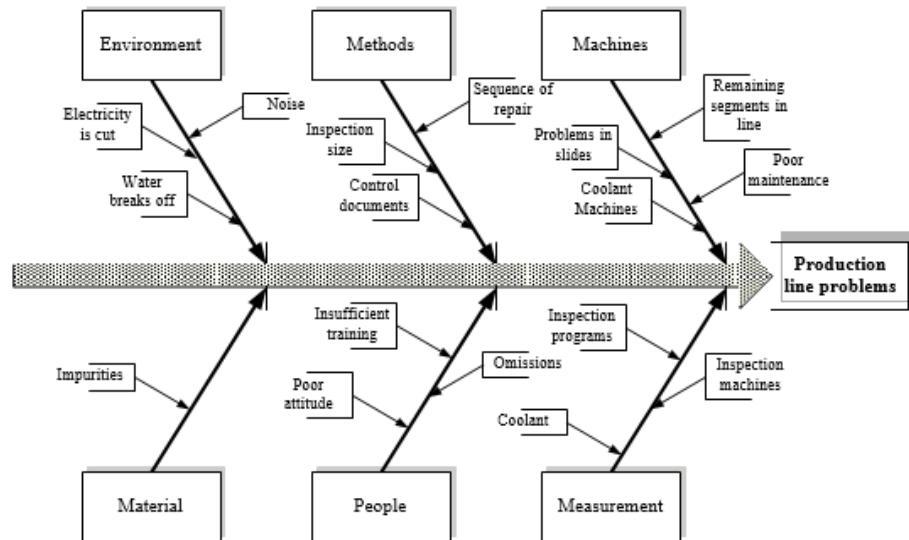 Environment
Methods
Machines
Noise
Electricity
is cut
Water
breaks off
Sequence of
repair
Inspection
size
Control
documents
Remaining
segments in
line
Problems in
slides
Poor
maintenance
Coolant
Machines
Production
line problems
Impurities
Insufficient
training
Omissions
Poor
attitude
Inspection
programs
Inspection
machines
Coolant
Material
People
Measurement